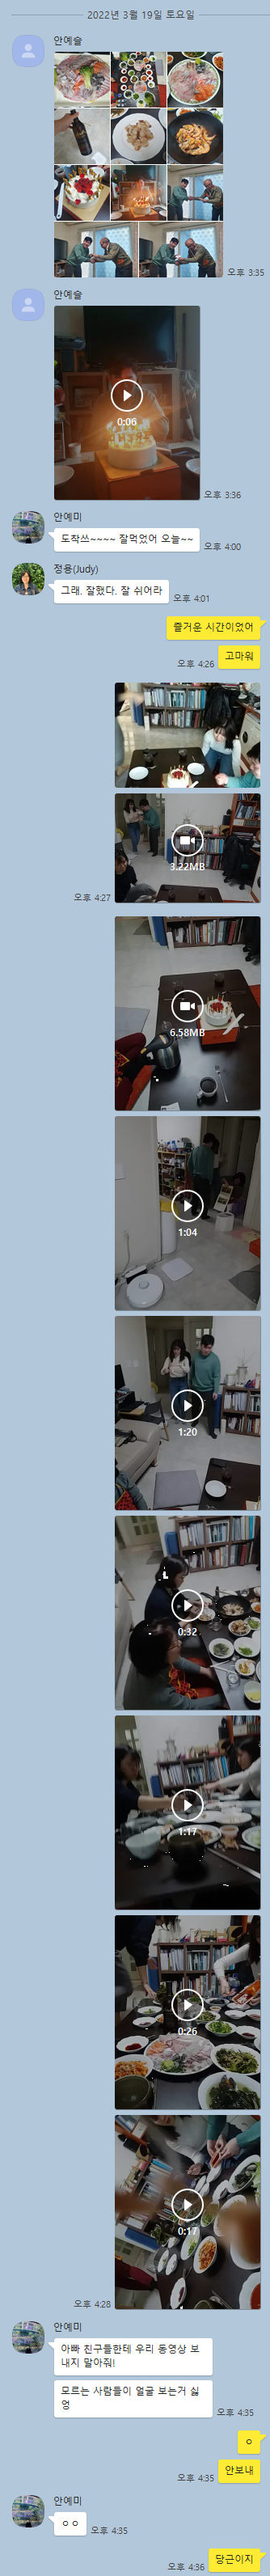 2022년 3월 19일 토요일
안예슬
오후 3:35
안예슬
0:06
오후 3:36
안예미
도착쓰~~~~ 잘먹었어 오늘~~
오후 4:00
정용(Judy)
그래. 잘했다. 잘 쉬어라
오후 4:01
즐거운 시간이었어
고마워
오후 4:26
3.22MB
오후 4:27
6.58MB
1:04
1:20
0:32
1:17
0:26
0:17
오후 4:28
안예미
아빠 친구들한테 우리 동영상 보
내지 말아줘!
모르는 사람들이 얼굴 보는거 싫
엉
오후 4:35
ㅇ
안보내
오후 4:35
안예미
ㅇㅇ
오후 4:35
당근이지
오후 4:36